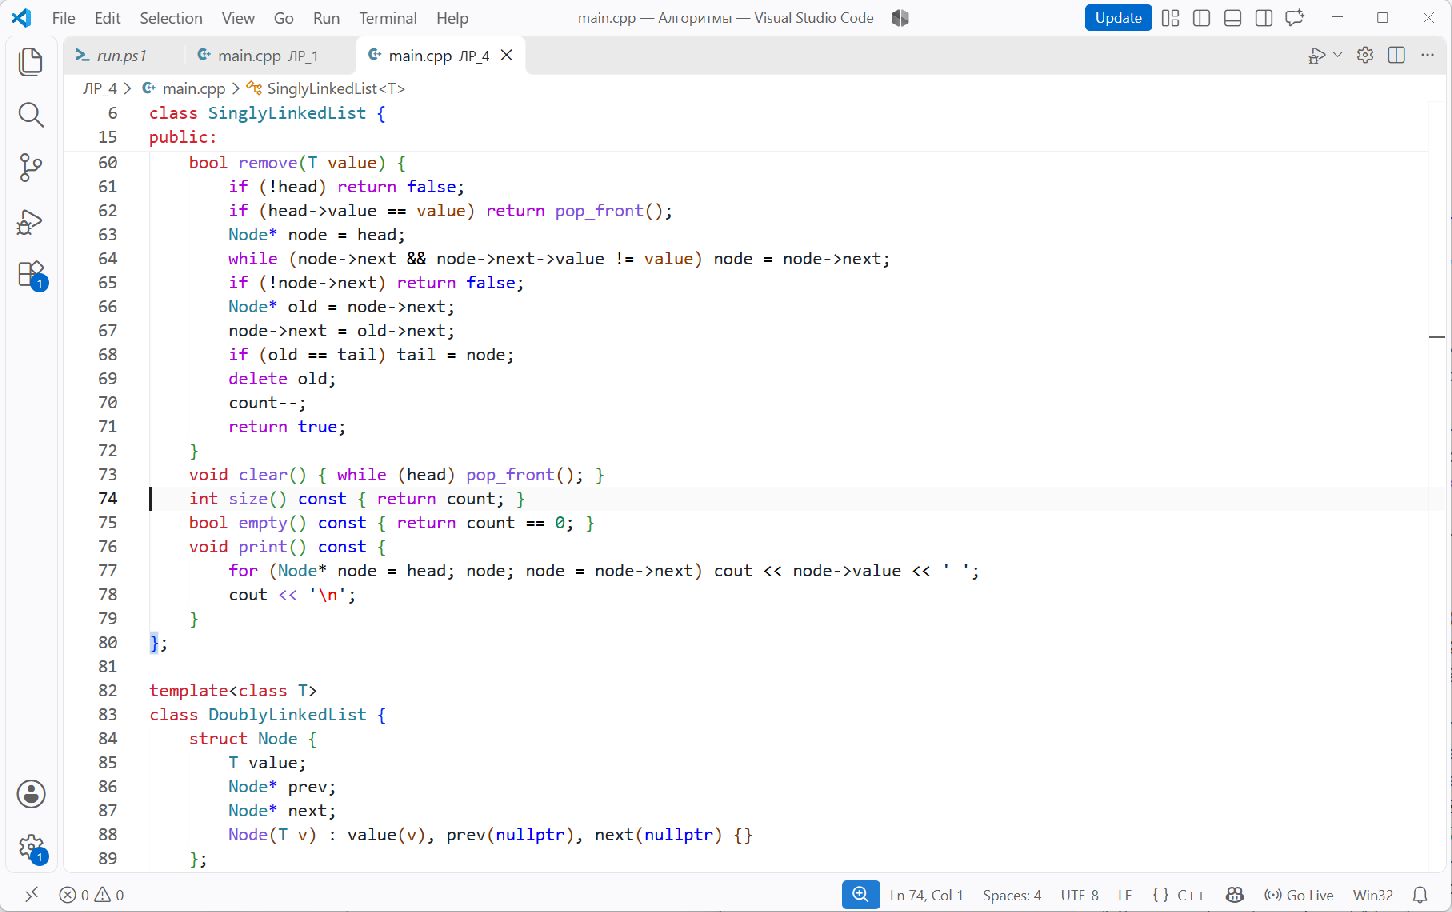 File Edit Selection View Go Run Terminal Help main.cpp — Алгоритмы — Visual Studio Code Update
run.ps1 main.cpp ЛР_1 main.cpp ЛР_4
ЛР_4 > main.cpp > SinglyLinkedList<T>
6 class SinglyLinkedList {
15 public:
60 bool remove(T value) {
61 if (!head) return false;
62 if (head->value == value) return pop_front();
63 Node* node = head;
64 while (node->next && node->next->value != value) node = node->next;
65 if (!node->next) return false;
66 Node* old = node->next;
67 node->next = old->next;
68 if (old == tail) tail = node;
69 delete old;
70 count--;
71 return true;
72 }
73 void clear() { while (head) pop_front(); }
74 int size() const { return count; }
75 bool empty() const { return count == 0; }
76 void print() const {
77 for (Node* node = head; node; node = node->next) cout << node->value << ' ';
78 cout << '\n';
79 }
80 };
81
82 template<class T>
83 class DoublyLinkedList {
84 struct Node {
85 T value;
86 Node* prev;
87 Node* next;
88 Node(T v) : value(v), prev(nullptr), next(nullptr) {}
89 };
1
1
0 0 Ln 74, Col 1 Spaces: 4 UTF-8 LF {} C++ Go Live Win32